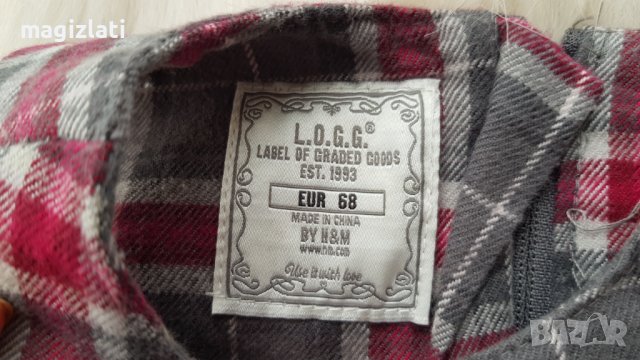 magizlati
L.O.G.G.®
LABEL OF GRADED GOODS
EST. 1993
EUR 68
MADE IN CHINA
BY H&M
www.hm.com
Use it with love
BAZAR